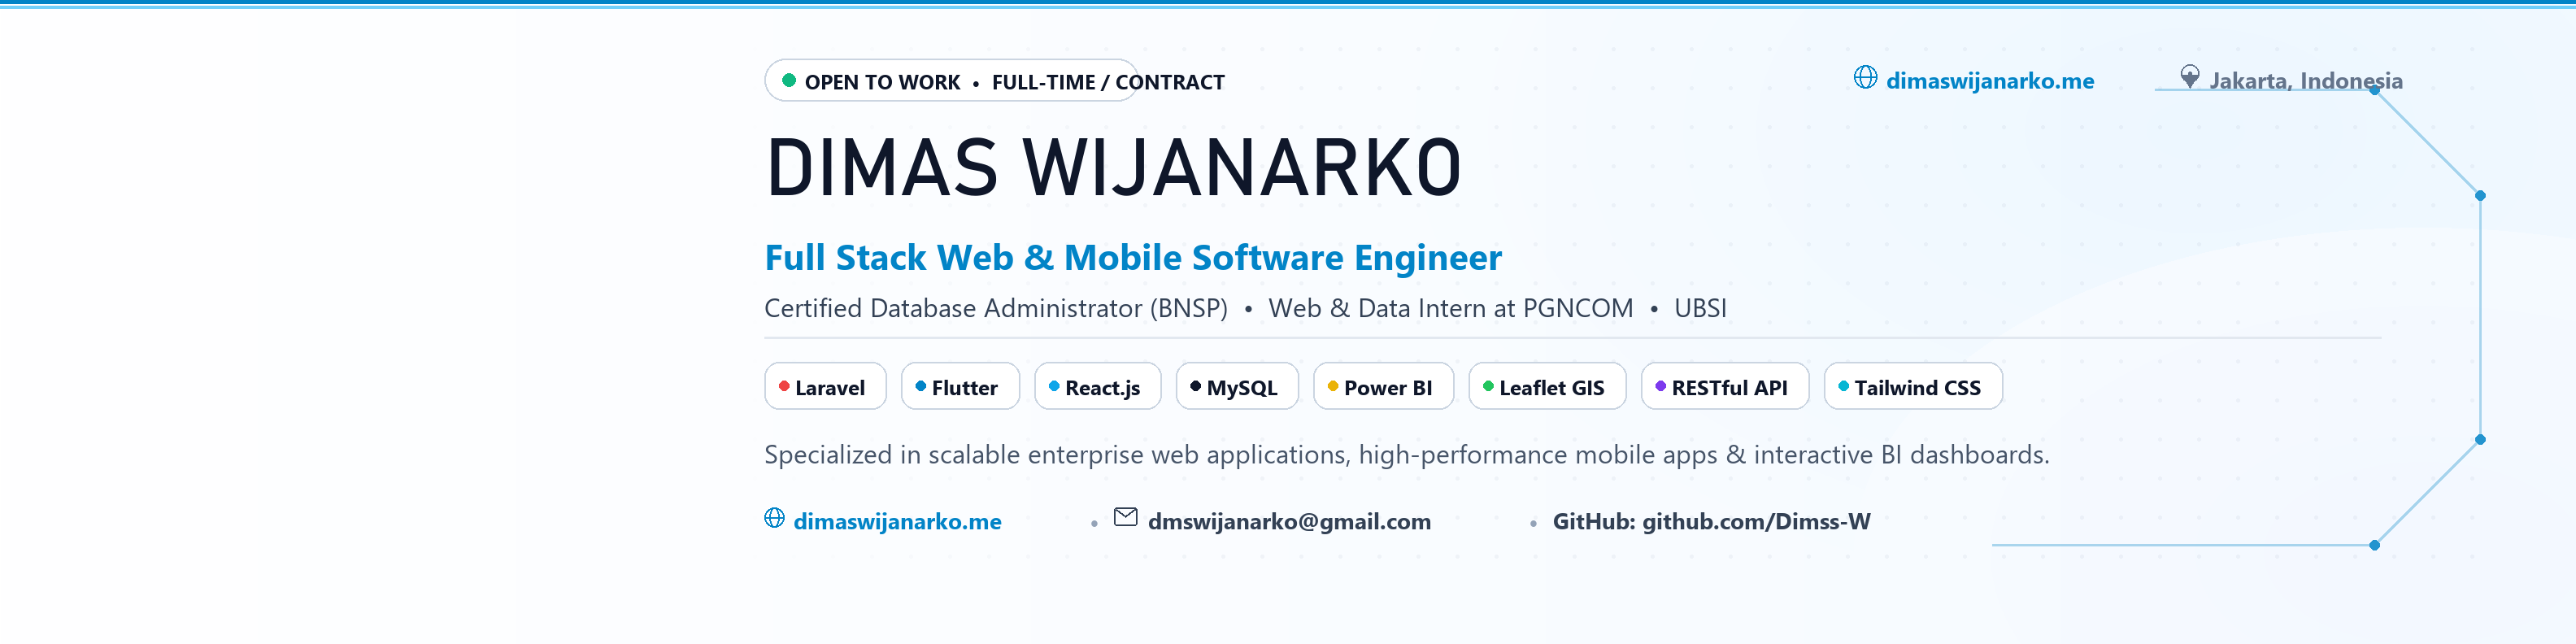 OPEN TO WORK • FULL-TIME / CONTRACT
dimaswijanarko.me
Jakarta, Indonesia
DIMAS WIJANARKO
Full Stack Web & Mobile Software Engineer
Certified Database Administrator (BNSP) • Web & Data Intern at PGNCOM • UBSI
Laravel Flutter React.js MySQL Power BI Leaflet GIS RESTful API Tailwind CSS
Specialized in scalable enterprise web applications, high-performance mobile apps & interactive BI dashboards.
dimaswijanarko.me • dmswijanarko@gmail.com • GitHub: github.com/Dimss-W